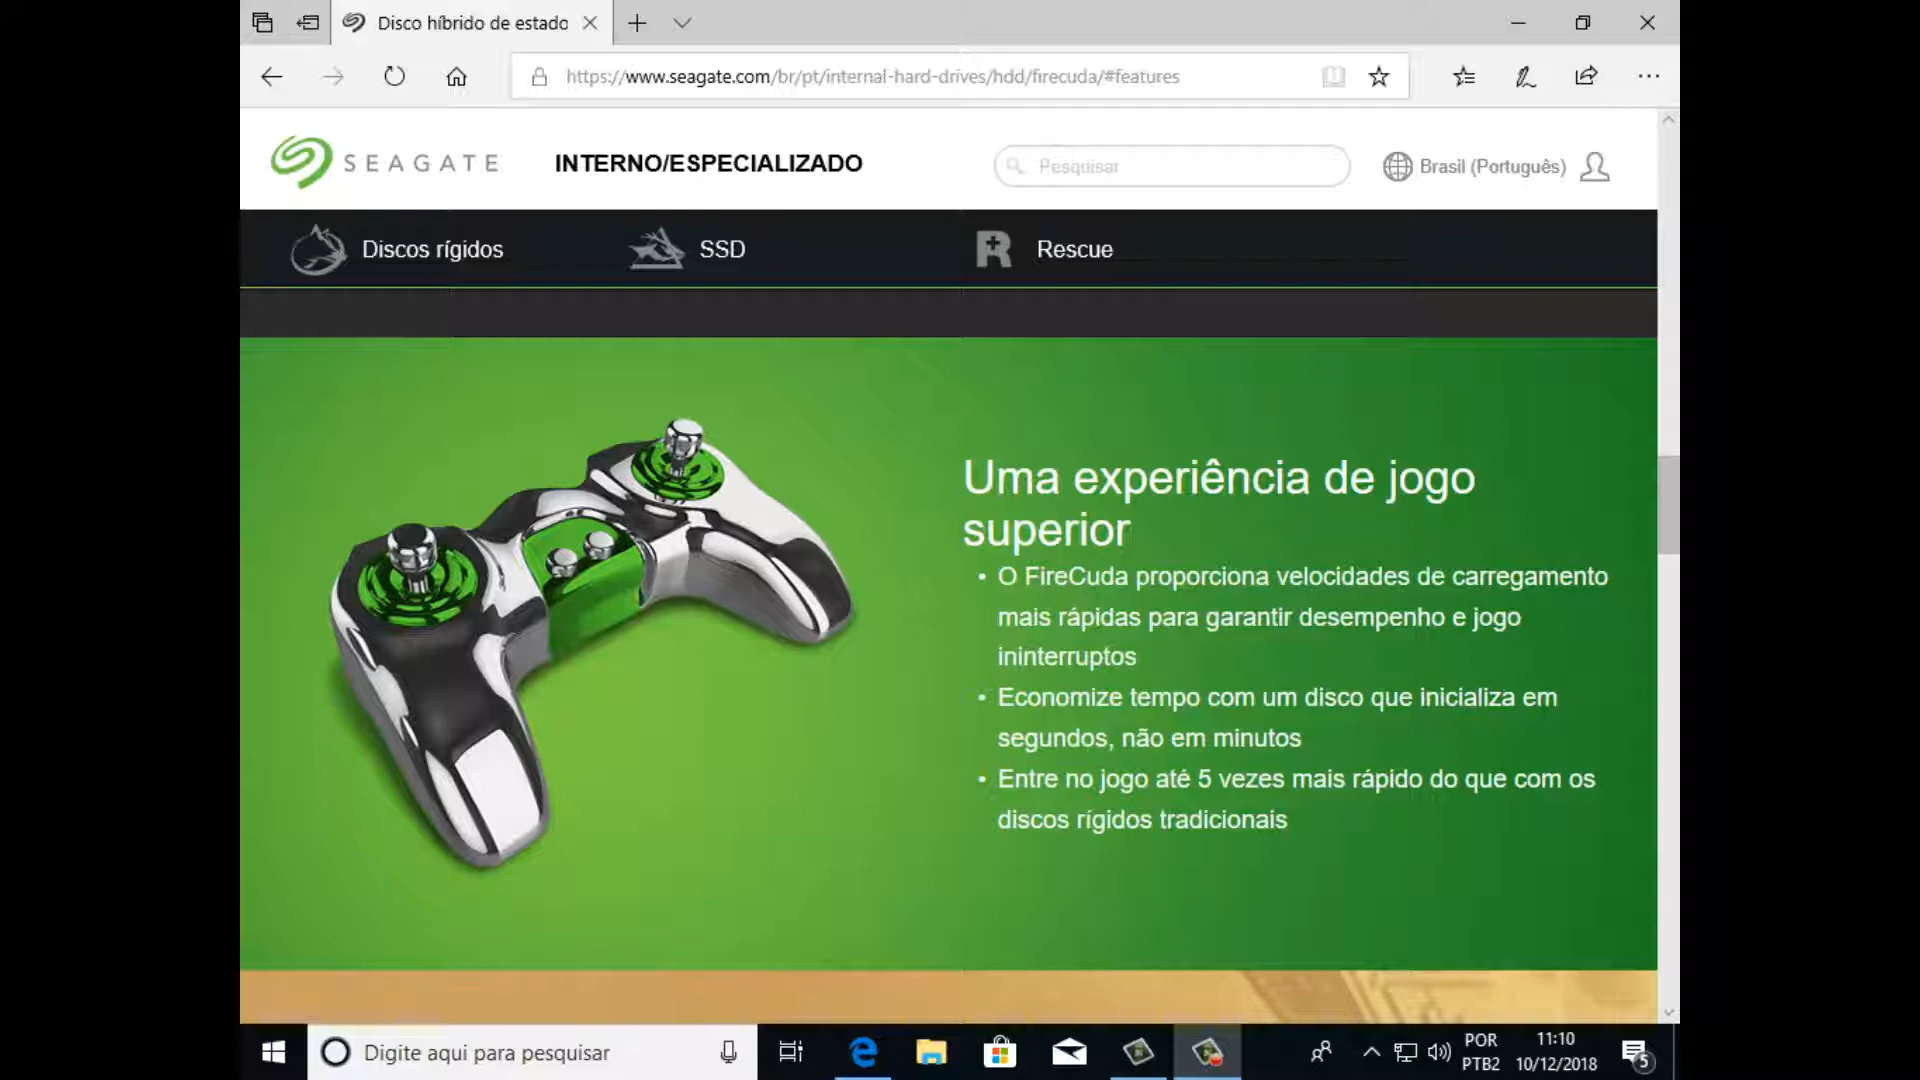 Disco híbrido de estado
https://www.seagate.com/br/pt/internal-hard-drives/hdd/firecuda/#features
SEAGATE
INTERNO/ESPECIALIZADO
Pesquisar
Brasil (Português)
Discos rígidos
SSD
R
Rescue
Uma experiência de jogo
superior
• O FireCuda proporciona velocidades de carregamento
mais rápidas para garantir desempenho e jogo
ininterruptos
• Economize tempo com um disco que inicializa em
segundos, não em minutos
• Entre no jogo até 5 vezes mais rápido do que com os
discos rígidos tradicionais
Digite aqui para pesquisar
POR
PTB2
11:10
10/12/2018
5